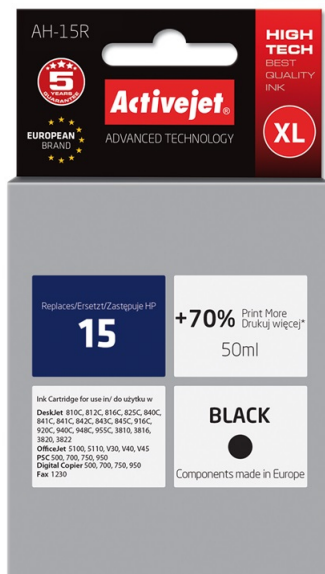 AH-15R
HIGH
TECH
BEST
QUALITY
INK
5
YEARS
GUARANTEE
Activejet®
EUROPEAN
BRAND
ADVANCED TECHNOLOGY
XL
Replaces/Ersetzt/Zastępuje HP
15
+70% Print More
Drukuj więcej*
50ml
Ink Cartridge for use in/ do użytku w
DeskJet 810C, 812C, 816C, 825C, 840C,
841C, 841C, 842C, 843C, 845C, 916C,
920C, 940C, 948C, 955C, 3810, 3816,
3820, 3822
OfficeJet 5100, 5110, V30, V40, V45
PSC 500, 700, 750, 950
Digital Copier 500, 700, 750, 950
Fax 1230
BLACK
Components made in Europe